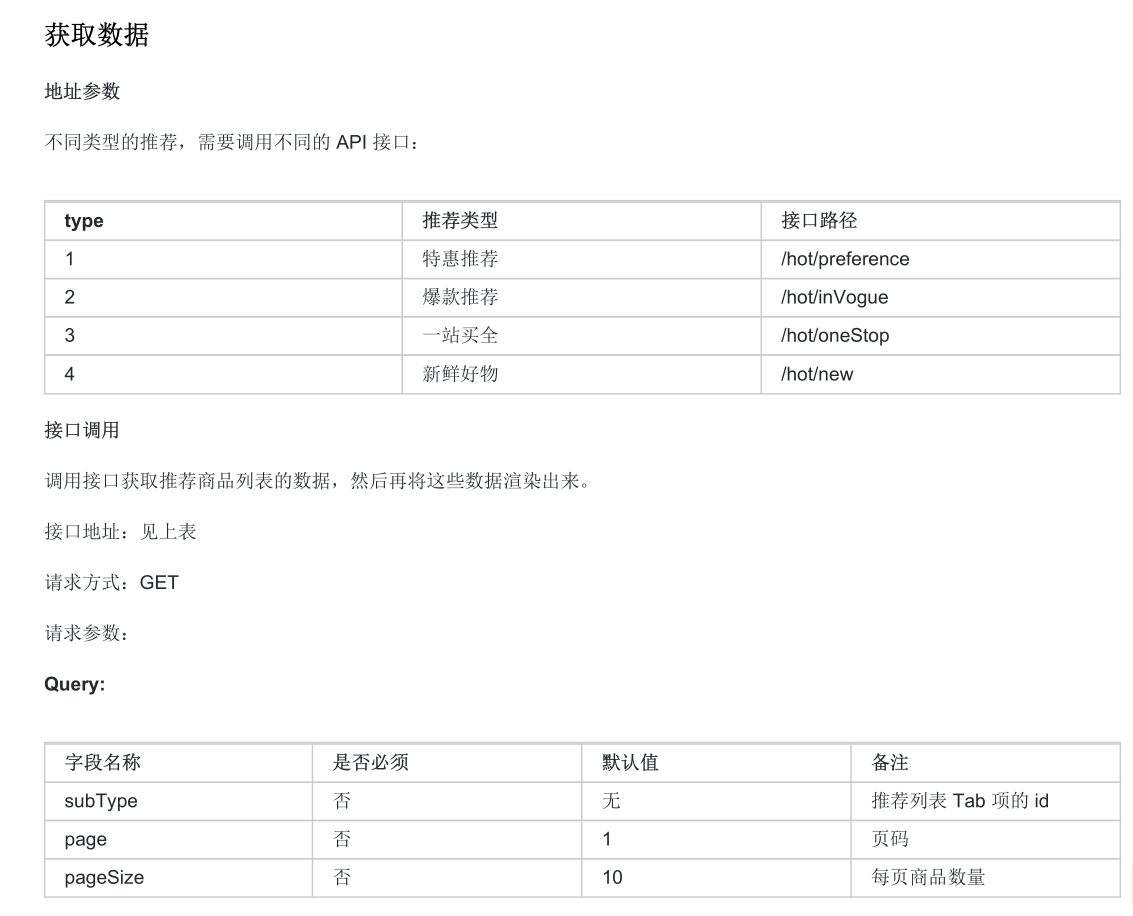 获取数据
地址参数
不同类型的推荐，需要调用不同的 API 接口：
type 推荐类型 接口路径
1 特惠推荐 /hot/preference
2 爆款推荐 /hot/inVogue
3 一站买全 /hot/oneStop
4 新鲜好物 /hot/new
接口调用
调用接口获取推荐商品列表的数据，然后再将这些数据渲染出来。
接口地址：见上表
请求方式：GET
请求参数：
Query:
字段名称 是否必须 默认值 备注
subType 否 无 推荐列表 Tab 项的 id
page 否 1 页码
pageSize 否 10 每页商品数量